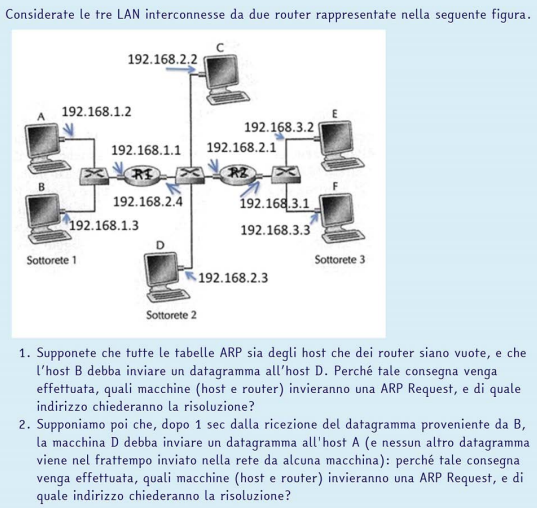 Considerate le tre LAN interconnesse da due router rappresentate nella seguente figura.
C
192.168.2.2
A
192.168.1.2
E
192.168.3.2
192.168.1.1
192.168.2.1
R1
R2
B
F
192.168.2.4
192.168.3.1
192.168.1.3
192.168.3.3
D
Sottorete 1
Sottorete 3
192.168.2.3
Sottorete 2
1. Supponete che tutte le tabelle ARP sia degli host che dei router siano vuote, e che
l'host B debba inviare un datagramma all'host D. Perché tale consegna venga
effettuata, quali macchine (host e router) invieranno una ARP Request, e di quale
indirizzo chiederanno la risoluzione?
2. Supponiamo poi che, dopo 1 sec dalla ricezione del datagramma proveniente da B,
la macchina D debba inviare un datagramma all'host A (e nessun altro datagramma
viene nel frattempo inviato nella rete da alcuna macchina): perché tale consegna
venga effettuata, quali macchine (host e router) invieranno una ARP Request, e di
quale indirizzo chiederanno la risoluzione?